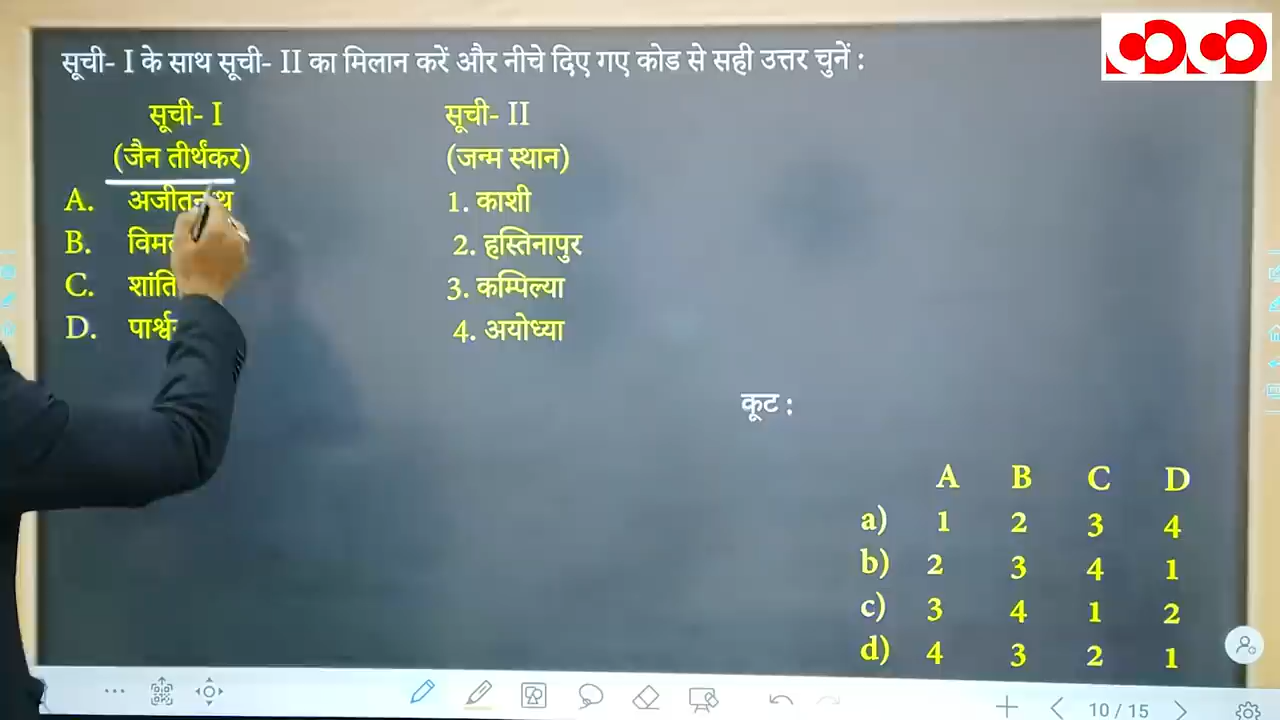 सूची- I के साथ सूची- II का मिलान करें और नीचे दिए गए कोड से सही उत्तर चुनें :
सूची- I सूची- II
(जैन तीर्थंकर) (जन्म स्थान)
A. 1. काशी
B. 2. हस्तिनापुर
C. 3. कम्पिल्या
D. 4. अयोध्या
कूट :
A B C D
a) 1 2 3 4
b) 2 3 4 1
c) 3 4 1 2
d) 4 3 2 1
10 / 15